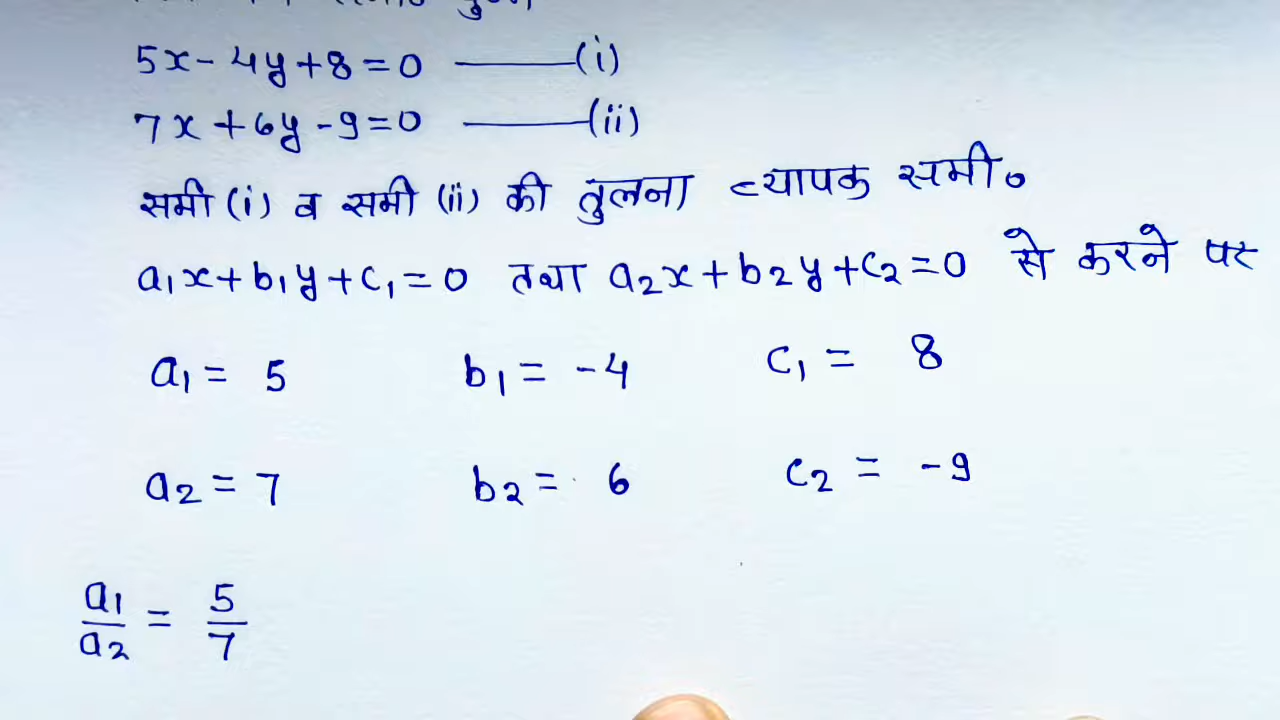 5x - 4y + 8 = 0 ———(i)
7x + 6y - 9 = 0 ———(ii)
समी (i) व समी (ii) की तुलना व्यापक समी०
a₁x + b₁y + c₁ = 0 तथा a₂x + b₂y + c₂ = 0 से करने पर
a₁ = 5 b₁ = -4 c₁ = 8
a₂ = 7 b₂ = 6 c₂ = -9
a₁/a₂ = 5/7